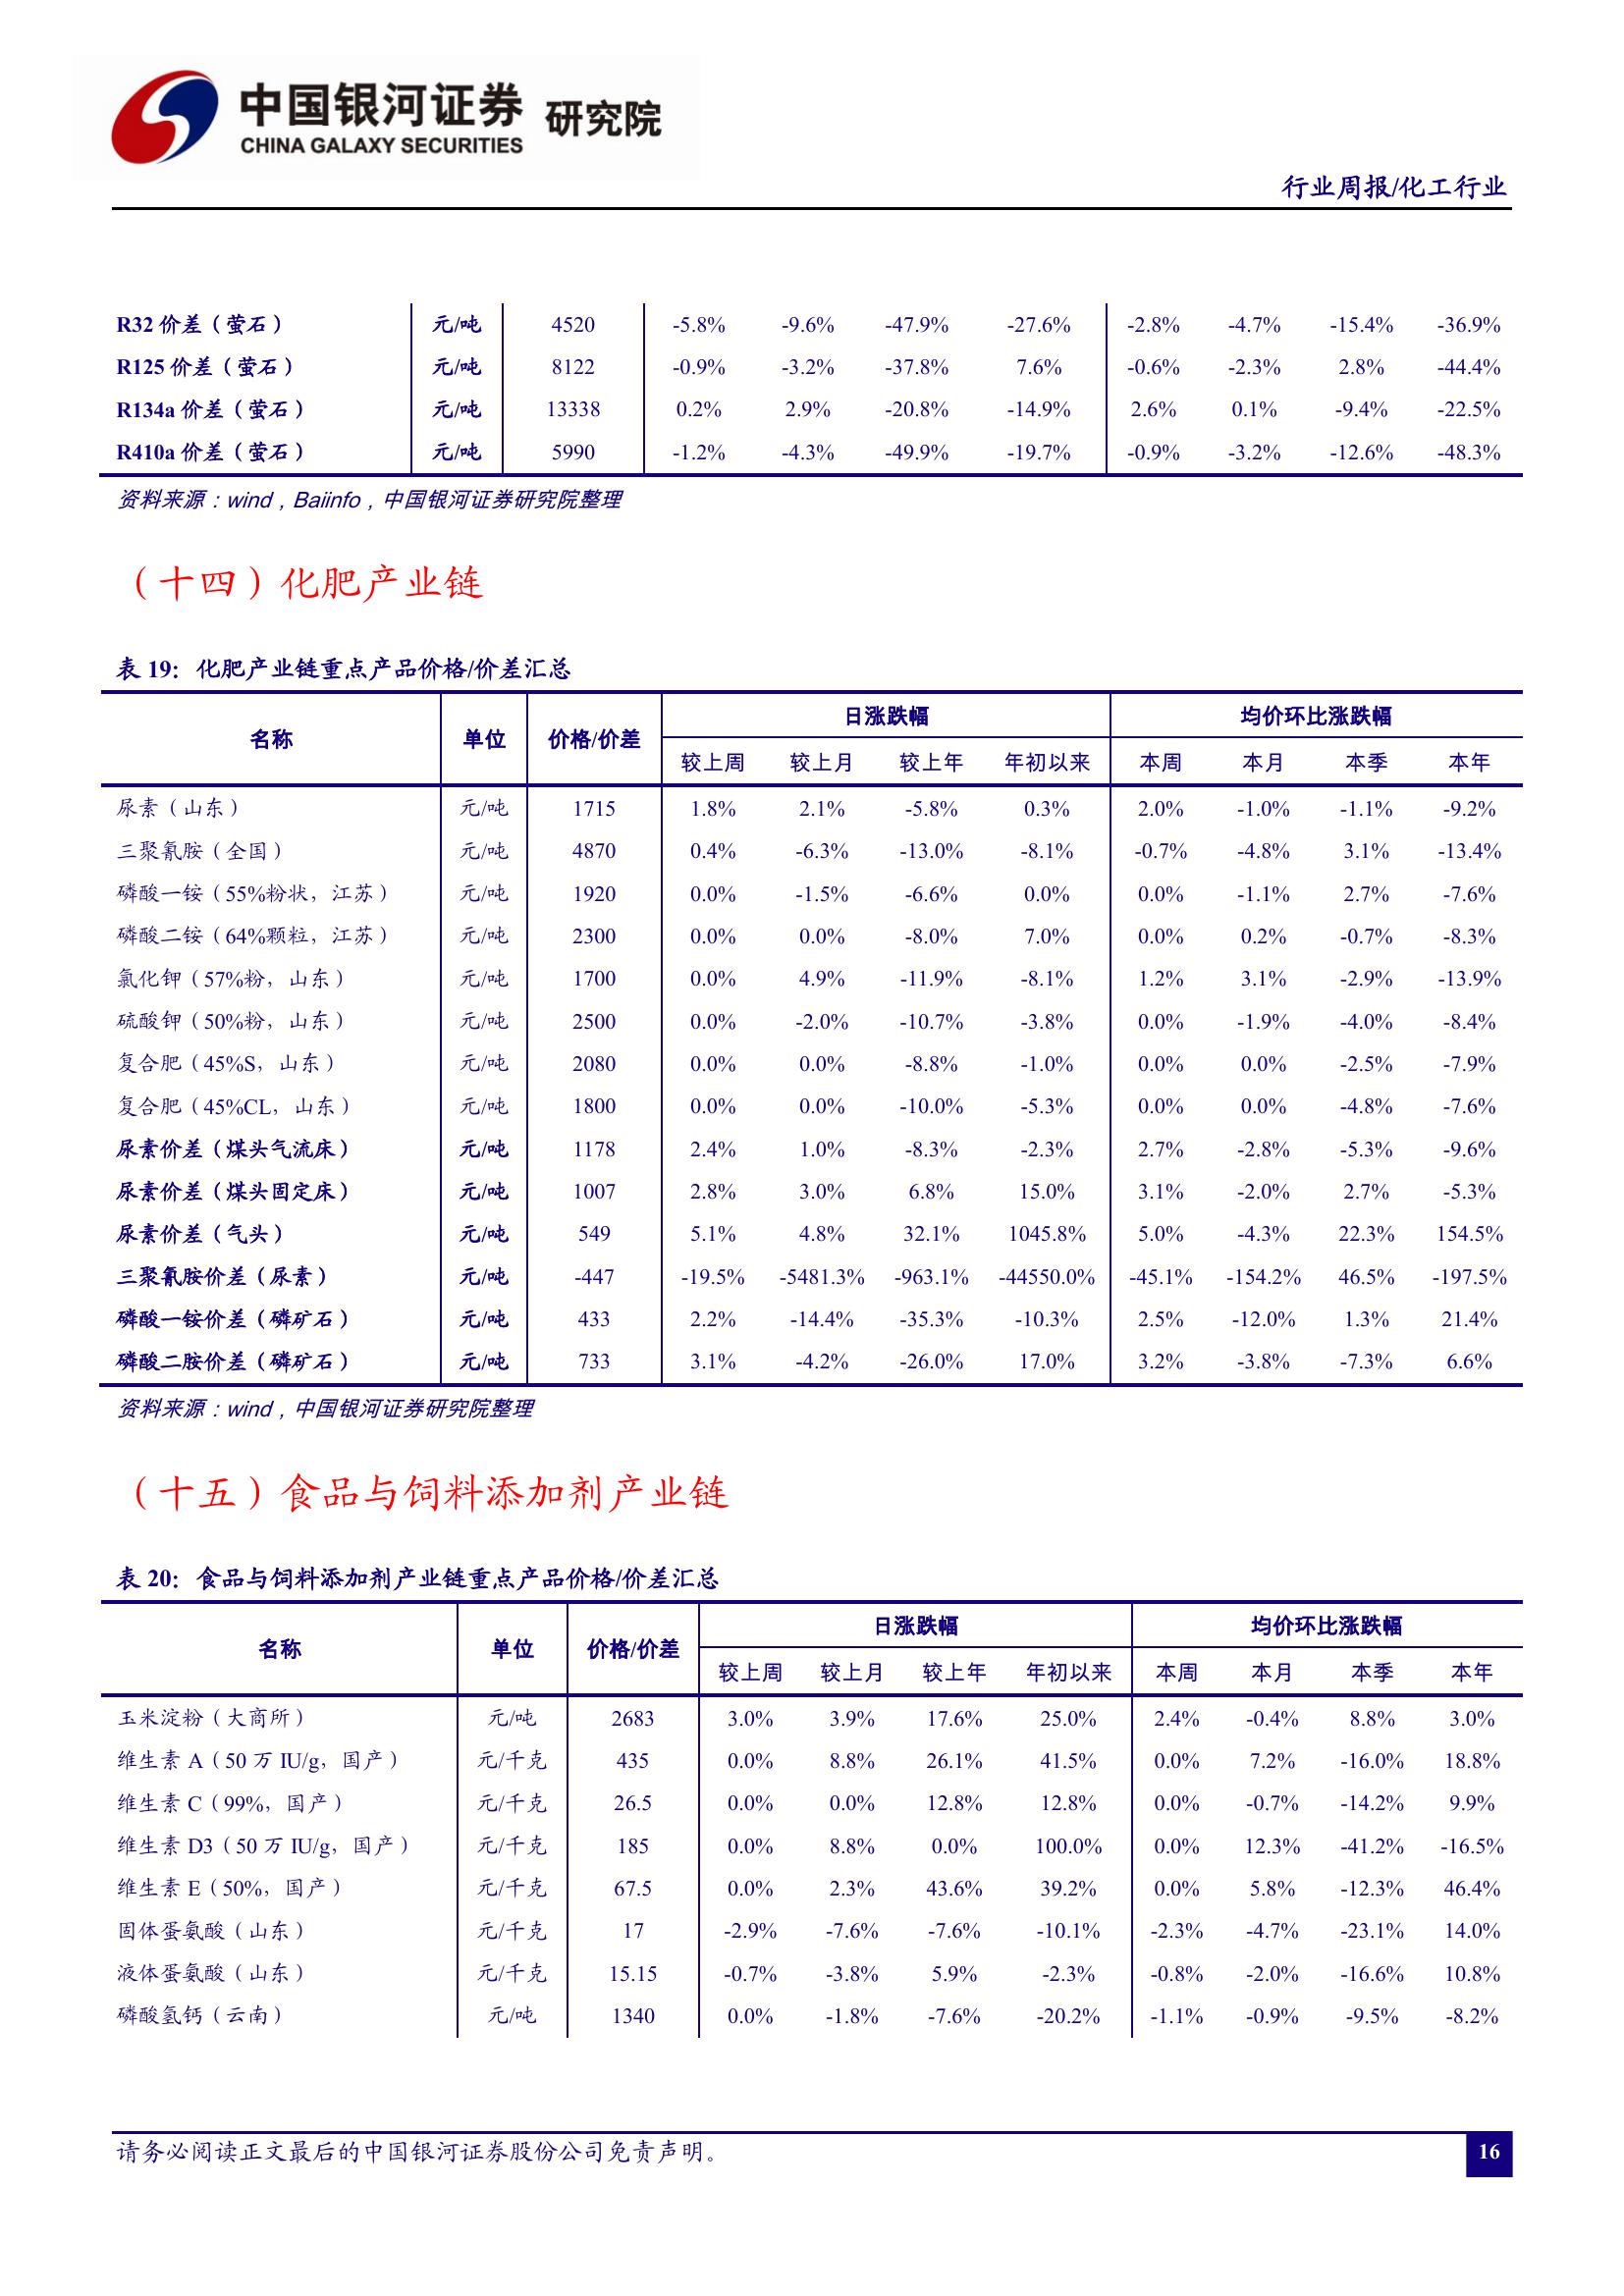 中国银河证券 研究院
CHINA GALAXY SECURITIES
行业周报/化工行业
R32 价差（萤石） 元/吨 4520 -5.8% -9.6% -47.9% -27.6% -2.8% -4.7% -15.4% -36.9%
R125 价差（萤石） 元/吨 8122 -0.9% -3.2% -37.8% 7.6% -0.6% -2.3% 2.8% -44.4%
R134a 价差（萤石） 元/吨 13338 0.2% 2.9% -20.8% -14.9% 2.6% 0.1% -9.4% -22.5%
R410a 价差（萤石） 元/吨 5990 -1.2% -4.3% -49.9% -19.7% -0.9% -3.2% -12.6% -48.3%
资料来源：wind，Baiinfo，中国银河证券研究院整理
（十四）化肥产业链
表 19：化肥产业链重点产品价格/价差汇总
名称 单位 价格/价差 日涨跌幅 均价环比涨跌幅
较上周 较上月 较上年 年初以来 本周 本月 本季 本年
尿素（山东） 元/吨 1715 1.8% 2.1% -5.8% 0.3% 2.0% -1.0% -1.1% -9.2%
三聚氰胺（全国） 元/吨 4870 0.4% -6.3% -13.0% -8.1% -0.7% -4.8% 3.1% -13.4%
磷酸一铵（55%粉状，江苏） 元/吨 1920 0.0% -1.5% -6.6% 0.0% 0.0% -1.1% 2.7% -7.6%
磷酸二铵（64%颗粒，江苏） 元/吨 2300 0.0% 0.0% -8.0% 7.0% 0.0% 0.2% -0.7% -8.3%
氯化钾（57%粉，山东） 元/吨 1700 0.0% 4.9% -11.9% -8.1% 1.2% 3.1% -2.9% -13.9%
硫酸钾（50%粉，山东） 元/吨 2500 0.0% -2.0% -10.7% -3.8% 0.0% -1.9% -4.0% -8.4%
复合肥（45%S，山东） 元/吨 2080 0.0% 0.0% -8.8% -1.0% 0.0% 0.0% -2.5% -7.9%
复合肥（45%CL，山东） 元/吨 1800 0.0% 0.0% -10.0% -5.3% 0.0% 0.0% -4.8% -7.6%
尿素价差（煤头气流床） 元/吨 1178 2.4% 1.0% -8.3% -2.3% 2.7% -2.8% -5.3% -9.6%
尿素价差（煤头固定床） 元/吨 1007 2.8% 3.0% 6.8% 15.0% 3.1% -2.0% 2.7% -5.3%
尿素价差（气头） 元/吨 549 5.1% 4.8% 32.1% 1045.8% 5.0% -4.3% 22.3% 154.5%
三聚氰胺价差（尿素） 元/吨 -447 -19.5% -5481.3% -963.1% -44550.0% -45.1% -154.2% 46.5% -197.5%
磷酸一铵价差（磷矿石） 元/吨 433 2.2% -14.4% -35.3% -10.3% 2.5% -12.0% 1.3% 21.4%
磷酸二胺价差（磷矿石） 元/吨 733 3.1% -4.2% -26.0% 17.0% 3.2% -3.8% -7.3% 6.6%
资料来源：wind，中国银河证券研究院整理
（十五）食品与饲料添加剂产业链
表 20：食品与饲料添加剂产业链重点产品价格/价差汇总
名称 单位 价格/价差 日涨跌幅 均价环比涨跌幅
较上周 较上月 较上年 年初以来 本周 本月 本季 本年
玉米淀粉（大商所） 元/吨 2683 3.0% 3.9% 17.6% 25.0% 2.4% -0.4% 8.8% 3.0%
维生素 A（50 万 IU/g，国产） 元/千克 435 0.0% 8.8% 26.1% 41.5% 0.0% 7.2% -16.0% 18.8%
维生素 C（99%，国产） 元/千克 26.5 0.0% 0.0% 12.8% 12.8% 0.0% -0.7% -14.2% 9.9%
维生素 D3（50 万 IU/g，国产） 元/千克 185 0.0% 8.8% 0.0% 100.0% 0.0% 12.3% -41.2% -16.5%
维生素 E（50%，国产） 元/千克 67.5 0.0% 2.3% 43.6% 39.2% 0.0% 5.8% -12.3% 46.4%
固体蛋氨酸（山东） 元/千克 17 -2.9% -7.6% -7.6% -10.1% -2.3% -4.7% -23.1% 14.0%
液体蛋氨酸（山东） 元/千克 15.15 -0.7% -3.8% 5.9% -2.3% -0.8% -2.0% -16.6% 10.8%
磷酸氢钙（云南） 元/吨 1340 0.0% -1.8% -7.6% -20.2% -1.1% -0.9% -9.5% -8.2%
请务必阅读正文最后的中国银河证券股份公司免责声明。
16